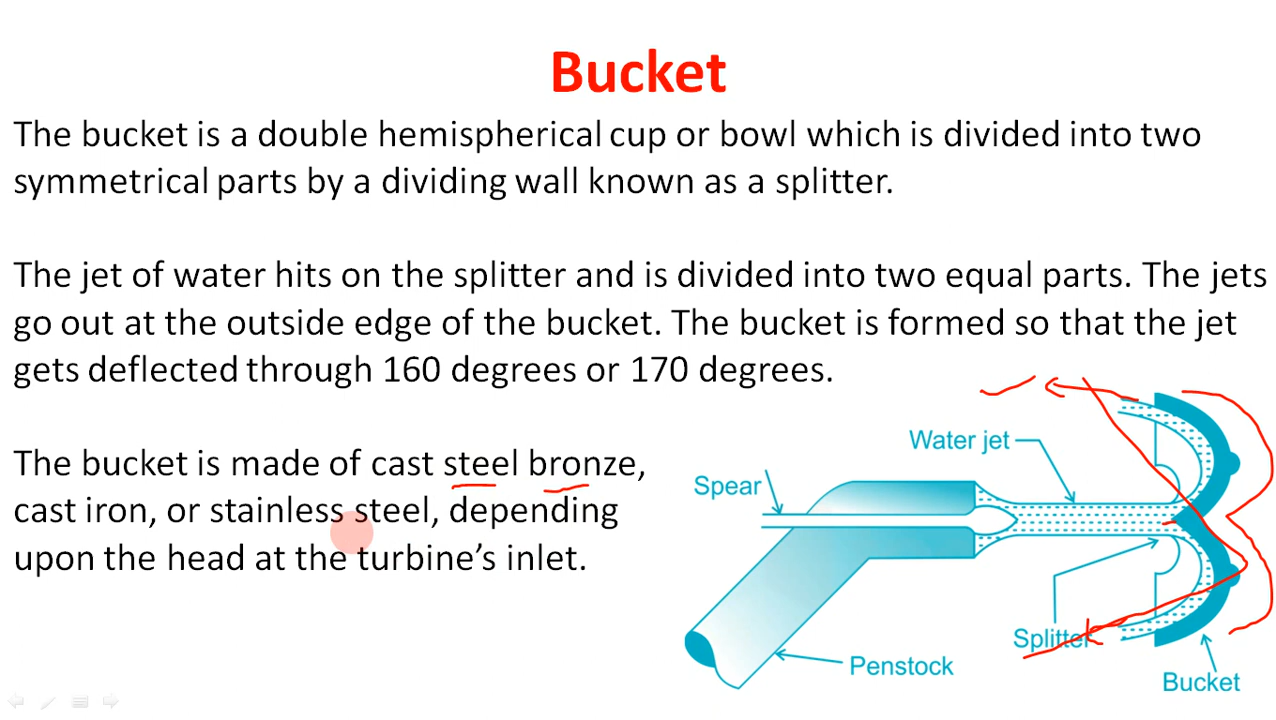 Bucket
The bucket is a double hemispherical cup or bowl which is divided into two
symmetrical parts by a dividing wall known as a splitter.
The jet of water hits on the splitter and is divided into two equal parts. The jets
go out at the outside edge of the bucket. The bucket is formed so that the jet
gets deflected through 160 degrees or 170 degrees.
The bucket is made of cast steel bronze,
cast iron, or stainless steel, depending
upon the head at the turbine’s inlet.
Water jet
Spear
Splitter
Penstock
Bucket